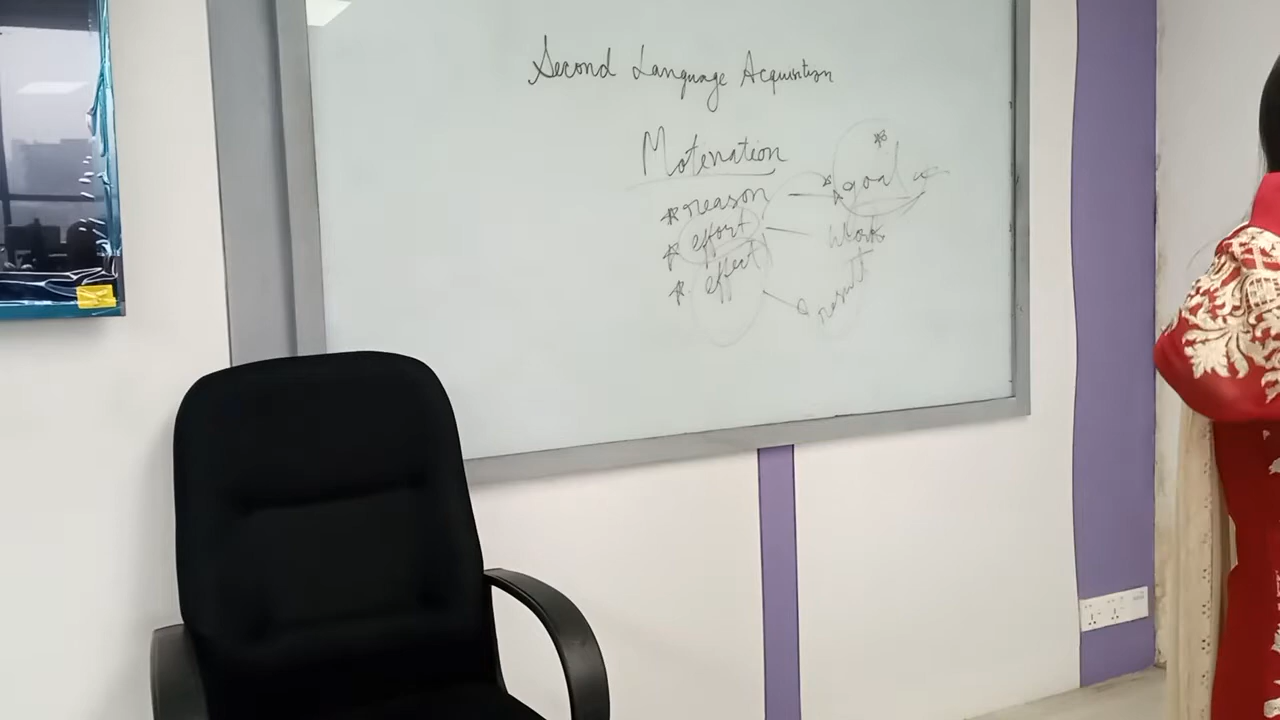 Second Language Acquisition
Motivation
* reason — * goal
* effort — Work
* effect → result